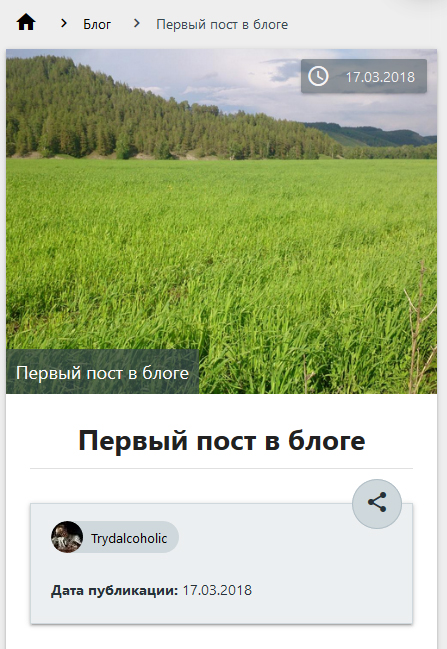 Блог
Первый пост в блоге
17.03.2018
Первый пост в блоге
Первый пост в блоге
Trydalcoholic
Дата публикации: 17.03.2018